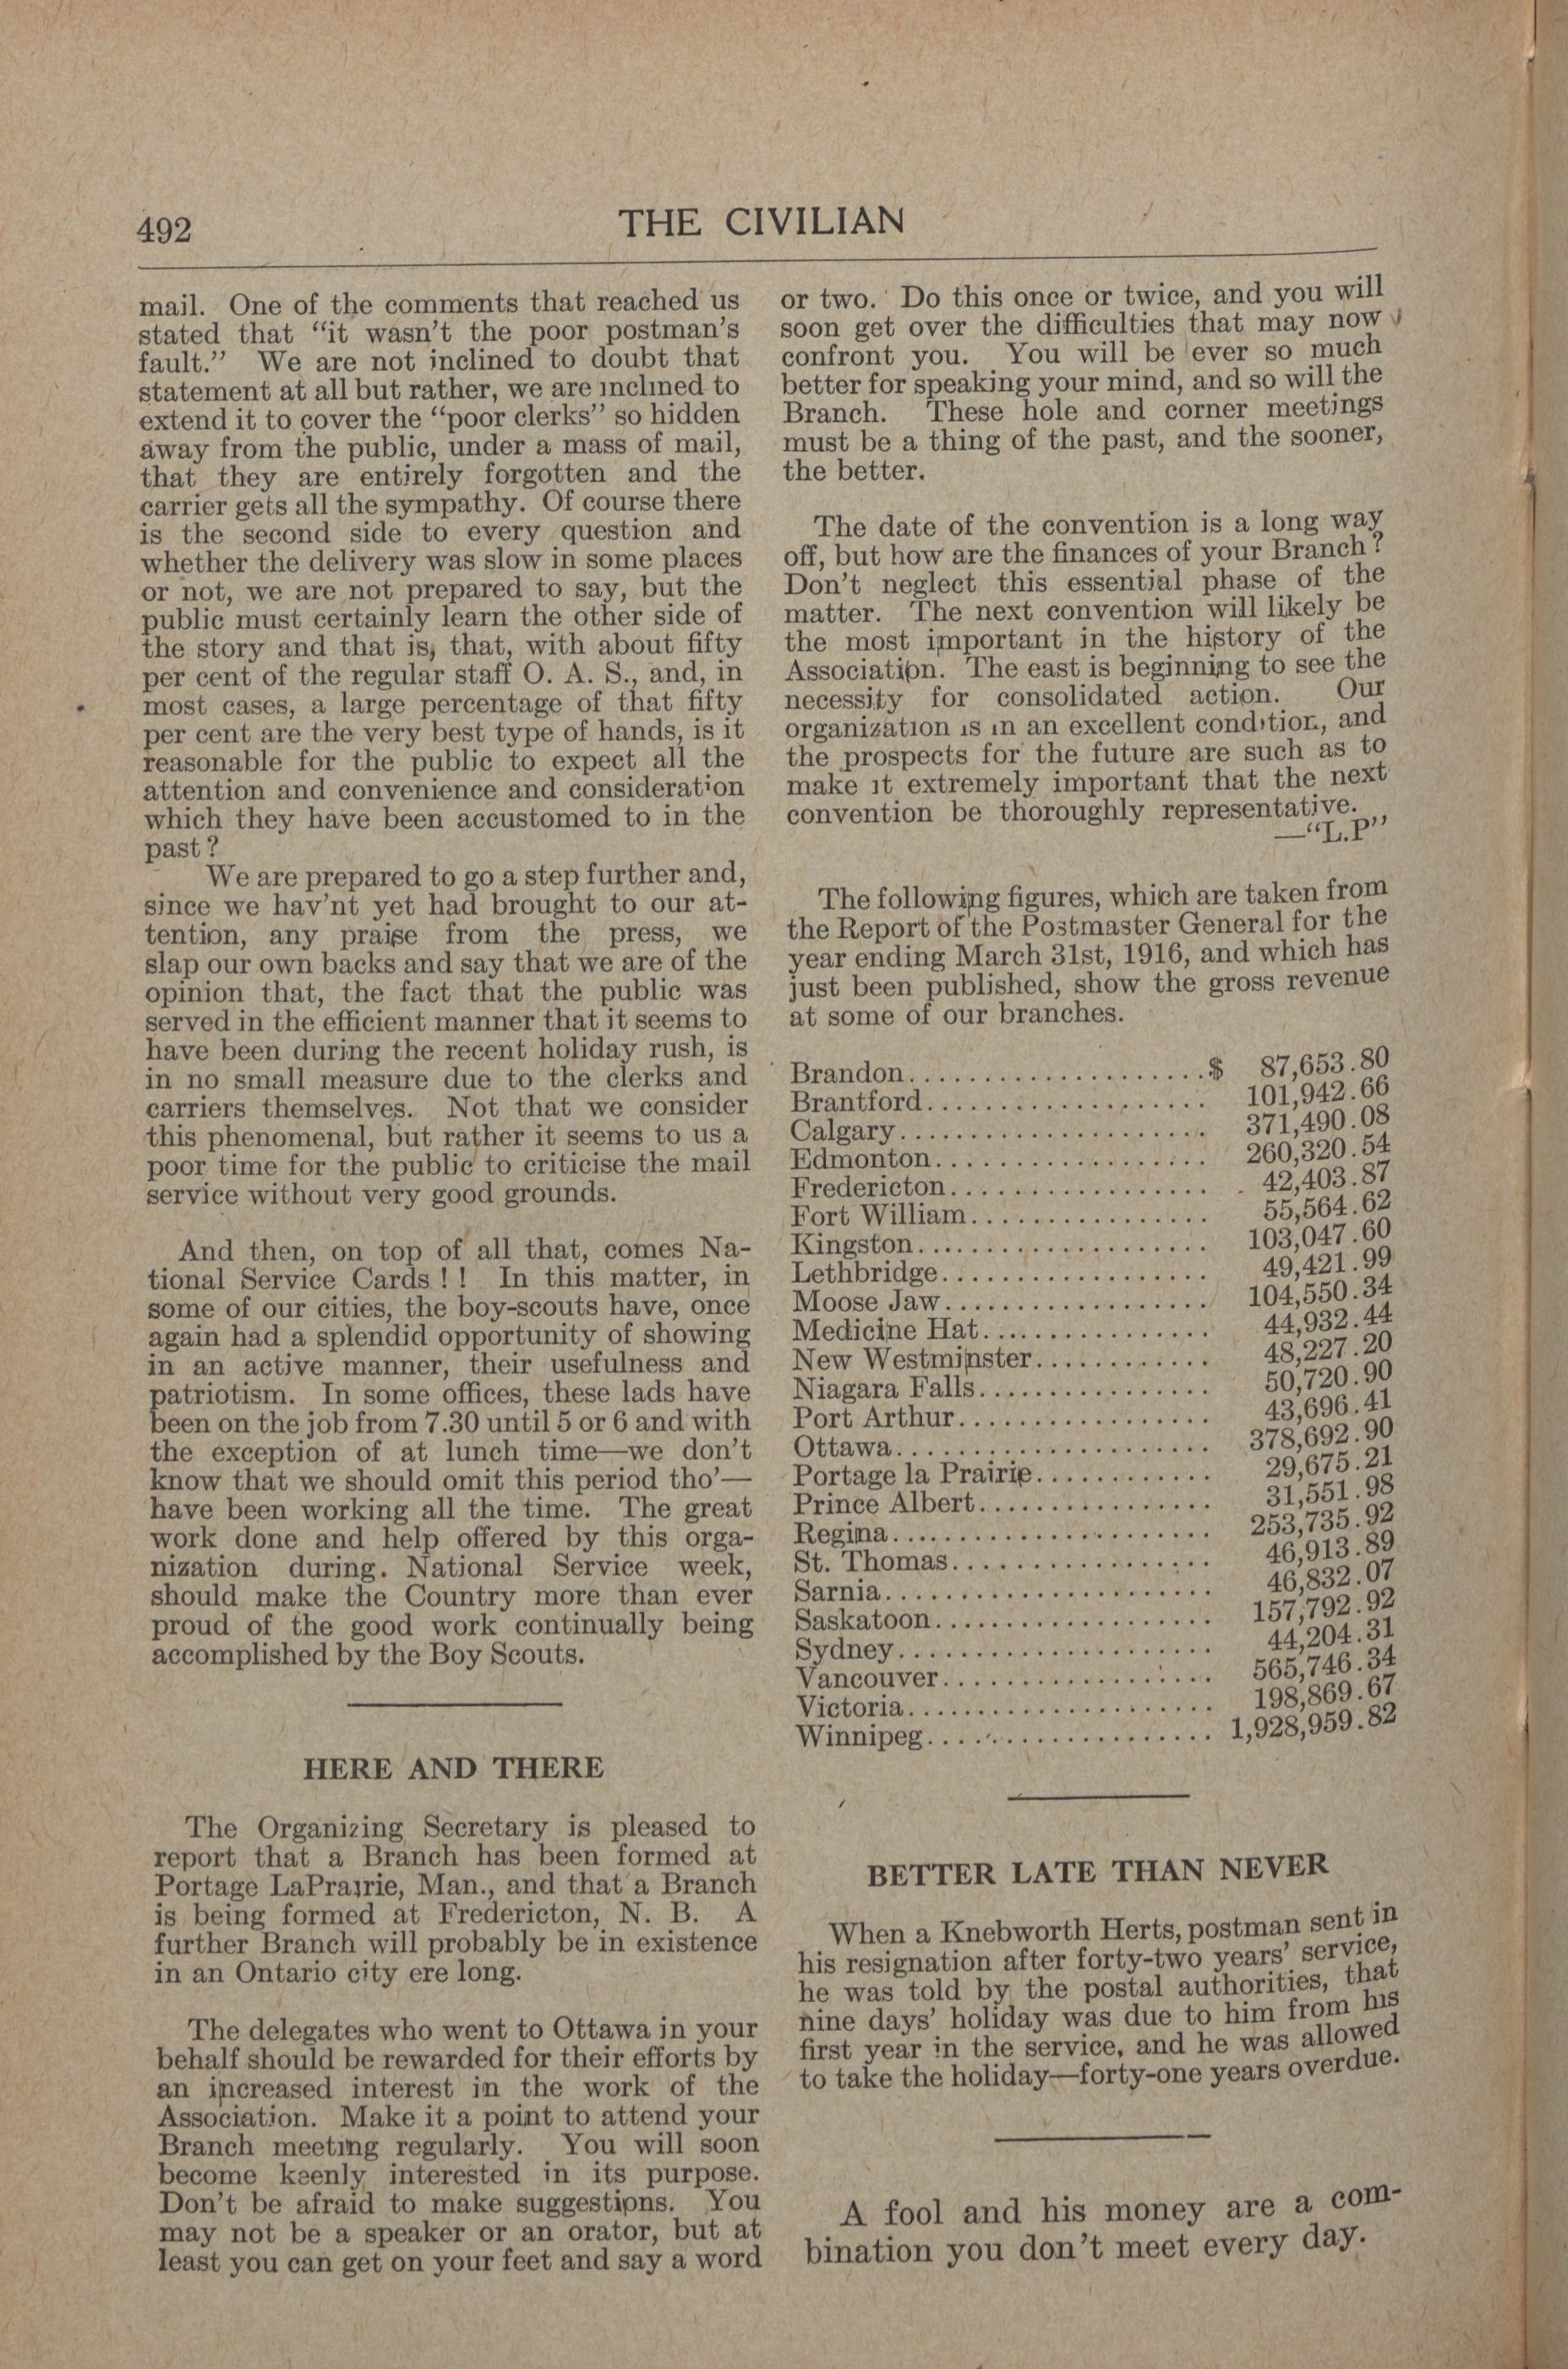 492
THE CIVILIAN
mail. One of the comments that reached us
stated that “it wasn’t the poor postman’s
fault.” We are not inclined to doubt that
statement at all but rather, we are inclined to
extend it to cover the “poor clerks” so hidden
away from the public, under a mass of mail,
that they are entirely forgotten and the
carrier gets all the sympathy. Of course there
is the second side to every question and
whether the delivery was slow in some places
or not, we are not prepared to say, but the
public must certainly learn the other side of
the story and that is, that, with about fifty
per cent of the regular staff O. A. S., and, in
most cases, a large percentage of that fifty
per cent are the very best type of hands, is it
reasonable for the public to expect all the
attention and convenience and consideration
which they have been accustomed to in the
past?
We are prepared to go a step further and,
since we hav’nt yet had brought to our at-
tention, any praise from the press, we
slap our own backs and say that we are of the
opinion that, the fact that the public was
served in the efficient manner that it seems to
have been during the recent holiday rush, is
in no small measure due to the clerks and
carriers themselves. Not that we consider
this phenomenal, but rather it seems to us a
poor time for the public to criticise the mail
service without very good grounds.
And then, on top of all that, comes Na-
tional Service Cards!! In this matter, in
some of our cities, the boy-scouts have, once
again had a splendid opportunity of showing
in an active manner, their usefulness and
patriotism. In some offices, these lads have
been on the job from 7.30 until 5 or 6 and with
the exception of at lunch time—we don’t
know that we should omit this period tho’—
have been working all the time. The great
work done and help offered by this orga-
nization during. National Service week,
should make the Country more than ever
proud of the good work continually being
accomplished by the Boy Scouts.
HERE AND THERE
The Organizing Secretary is pleased to
report that a Branch has been formed at
Portage LaPrairie, Man., and that a Branch
is being formed at Fredericton, N. B. A
further Branch will probably be in existence
in an Ontario city ere long.
The delegates who went to Ottawa in your
behalf should be rewarded for their efforts by
an increased interest in the work of the
Association. Make it a point to attend your
Branch meeting regularly. You will soon
become keenly interested in its purpose.
Don’t be afraid to make suggestions. You
may not be a speaker or an orator, but at
least you can get on your feet and say a word
or two. Do this once or twice, and you will
soon get over the difficulties that may now
confront you. You will be ever so much
better for speaking your mind, and so will the
Branch. These hole and corner meetings
must be a thing of the past, and the sooner,
the better.
The date of the convention is a long way
off, but how are the finances of your Branch?
Don’t neglect this essential phase of the
matter. The next convention will likely be
the most important in the history of the
Association. The east is beginning to see the
necessity for consolidated action. Our
organization is in an excellent condition, and
the prospects for the future are such as to
make it extremely important that the next
convention be thoroughly representative.
—“L.P”
The following figures, which are taken from
the Report of the Postmaster General for the
year ending March 31st, 1916, and which has
just been published, show the gross revenue
at some of our branches.
Brandon.....................$ 87,653.80
Brantford................... 101,942.66
Calgary..................... 371,490.08
Edmonton.................. 260,320.54
Fredericton................. 42,403.87
Fort William................ 55,564.62
Kingston.................... 103,047.60
Lethbridge.................. 49,421.99
Moose Jaw.................. 104,550.34
Medicine Hat............... 44,932.44
New Westminster............ 48,227.20
Niagara Falls................ 50,720.90
Port Arthur................. 43,696.41
Ottawa...................... 378,692.90
Portage la Prairie............ 29,675.21
Prince Albert................ 31,551.98
Regina...................... 253,735.92
St. Thomas.................. 46,913.89
Sarnia....................... 46,832.07
Saskatoon................... 157,792.92
Sydney...................... 44,204.31
Vancouver.................. 565,746.34
Victoria..................... 198,869.67
Winnipeg................... 1,928,959.82
BETTER LATE THAN NEVER
When a Knebworth Herts, postman sent in
his resignation after forty-two years’ service,
he was told by the postal authorities, that
nine days’ holiday was due to him from his
first year in the service, and he was allowed
to take the holiday—forty-one years overdue.
A fool and his money are a com-
bination you don’t meet every day.